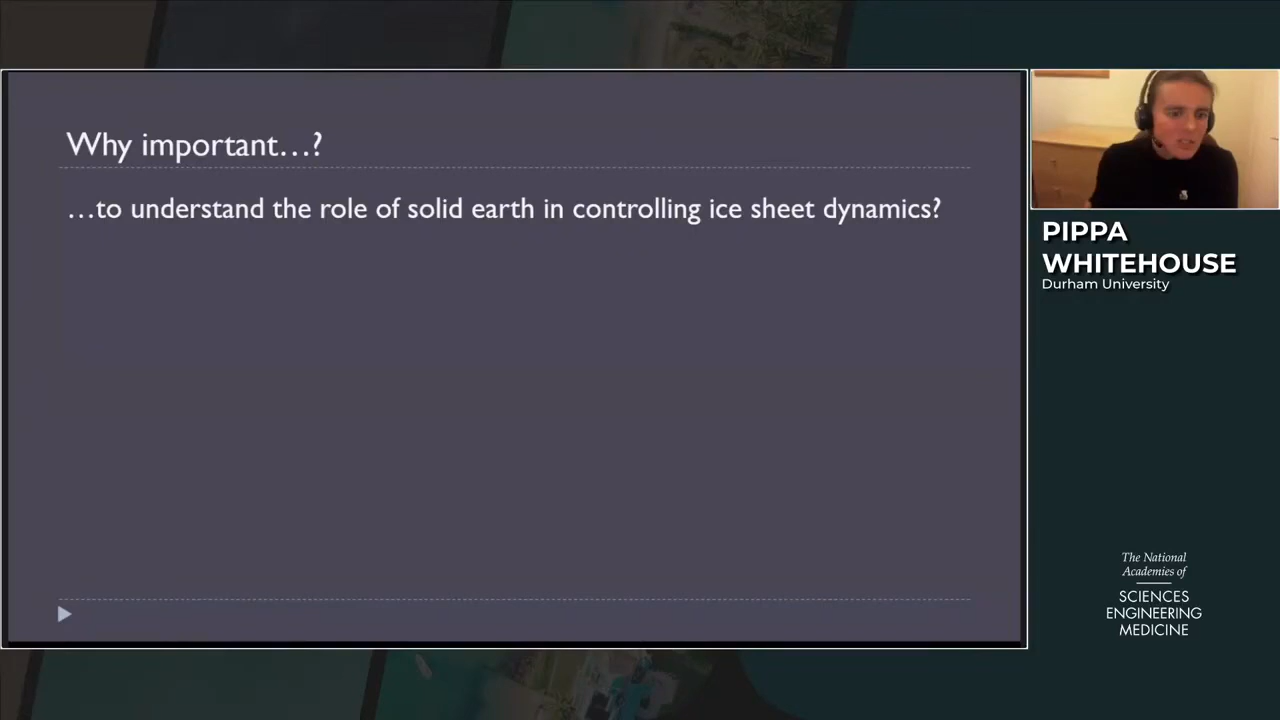 Why important…?
…to understand the role of solid earth in controlling ice sheet dynamics?
PIPPA
WHITEHOUSE
Durham University
The National
Academies of
SCIENCES
ENGINEERING
MEDICINE